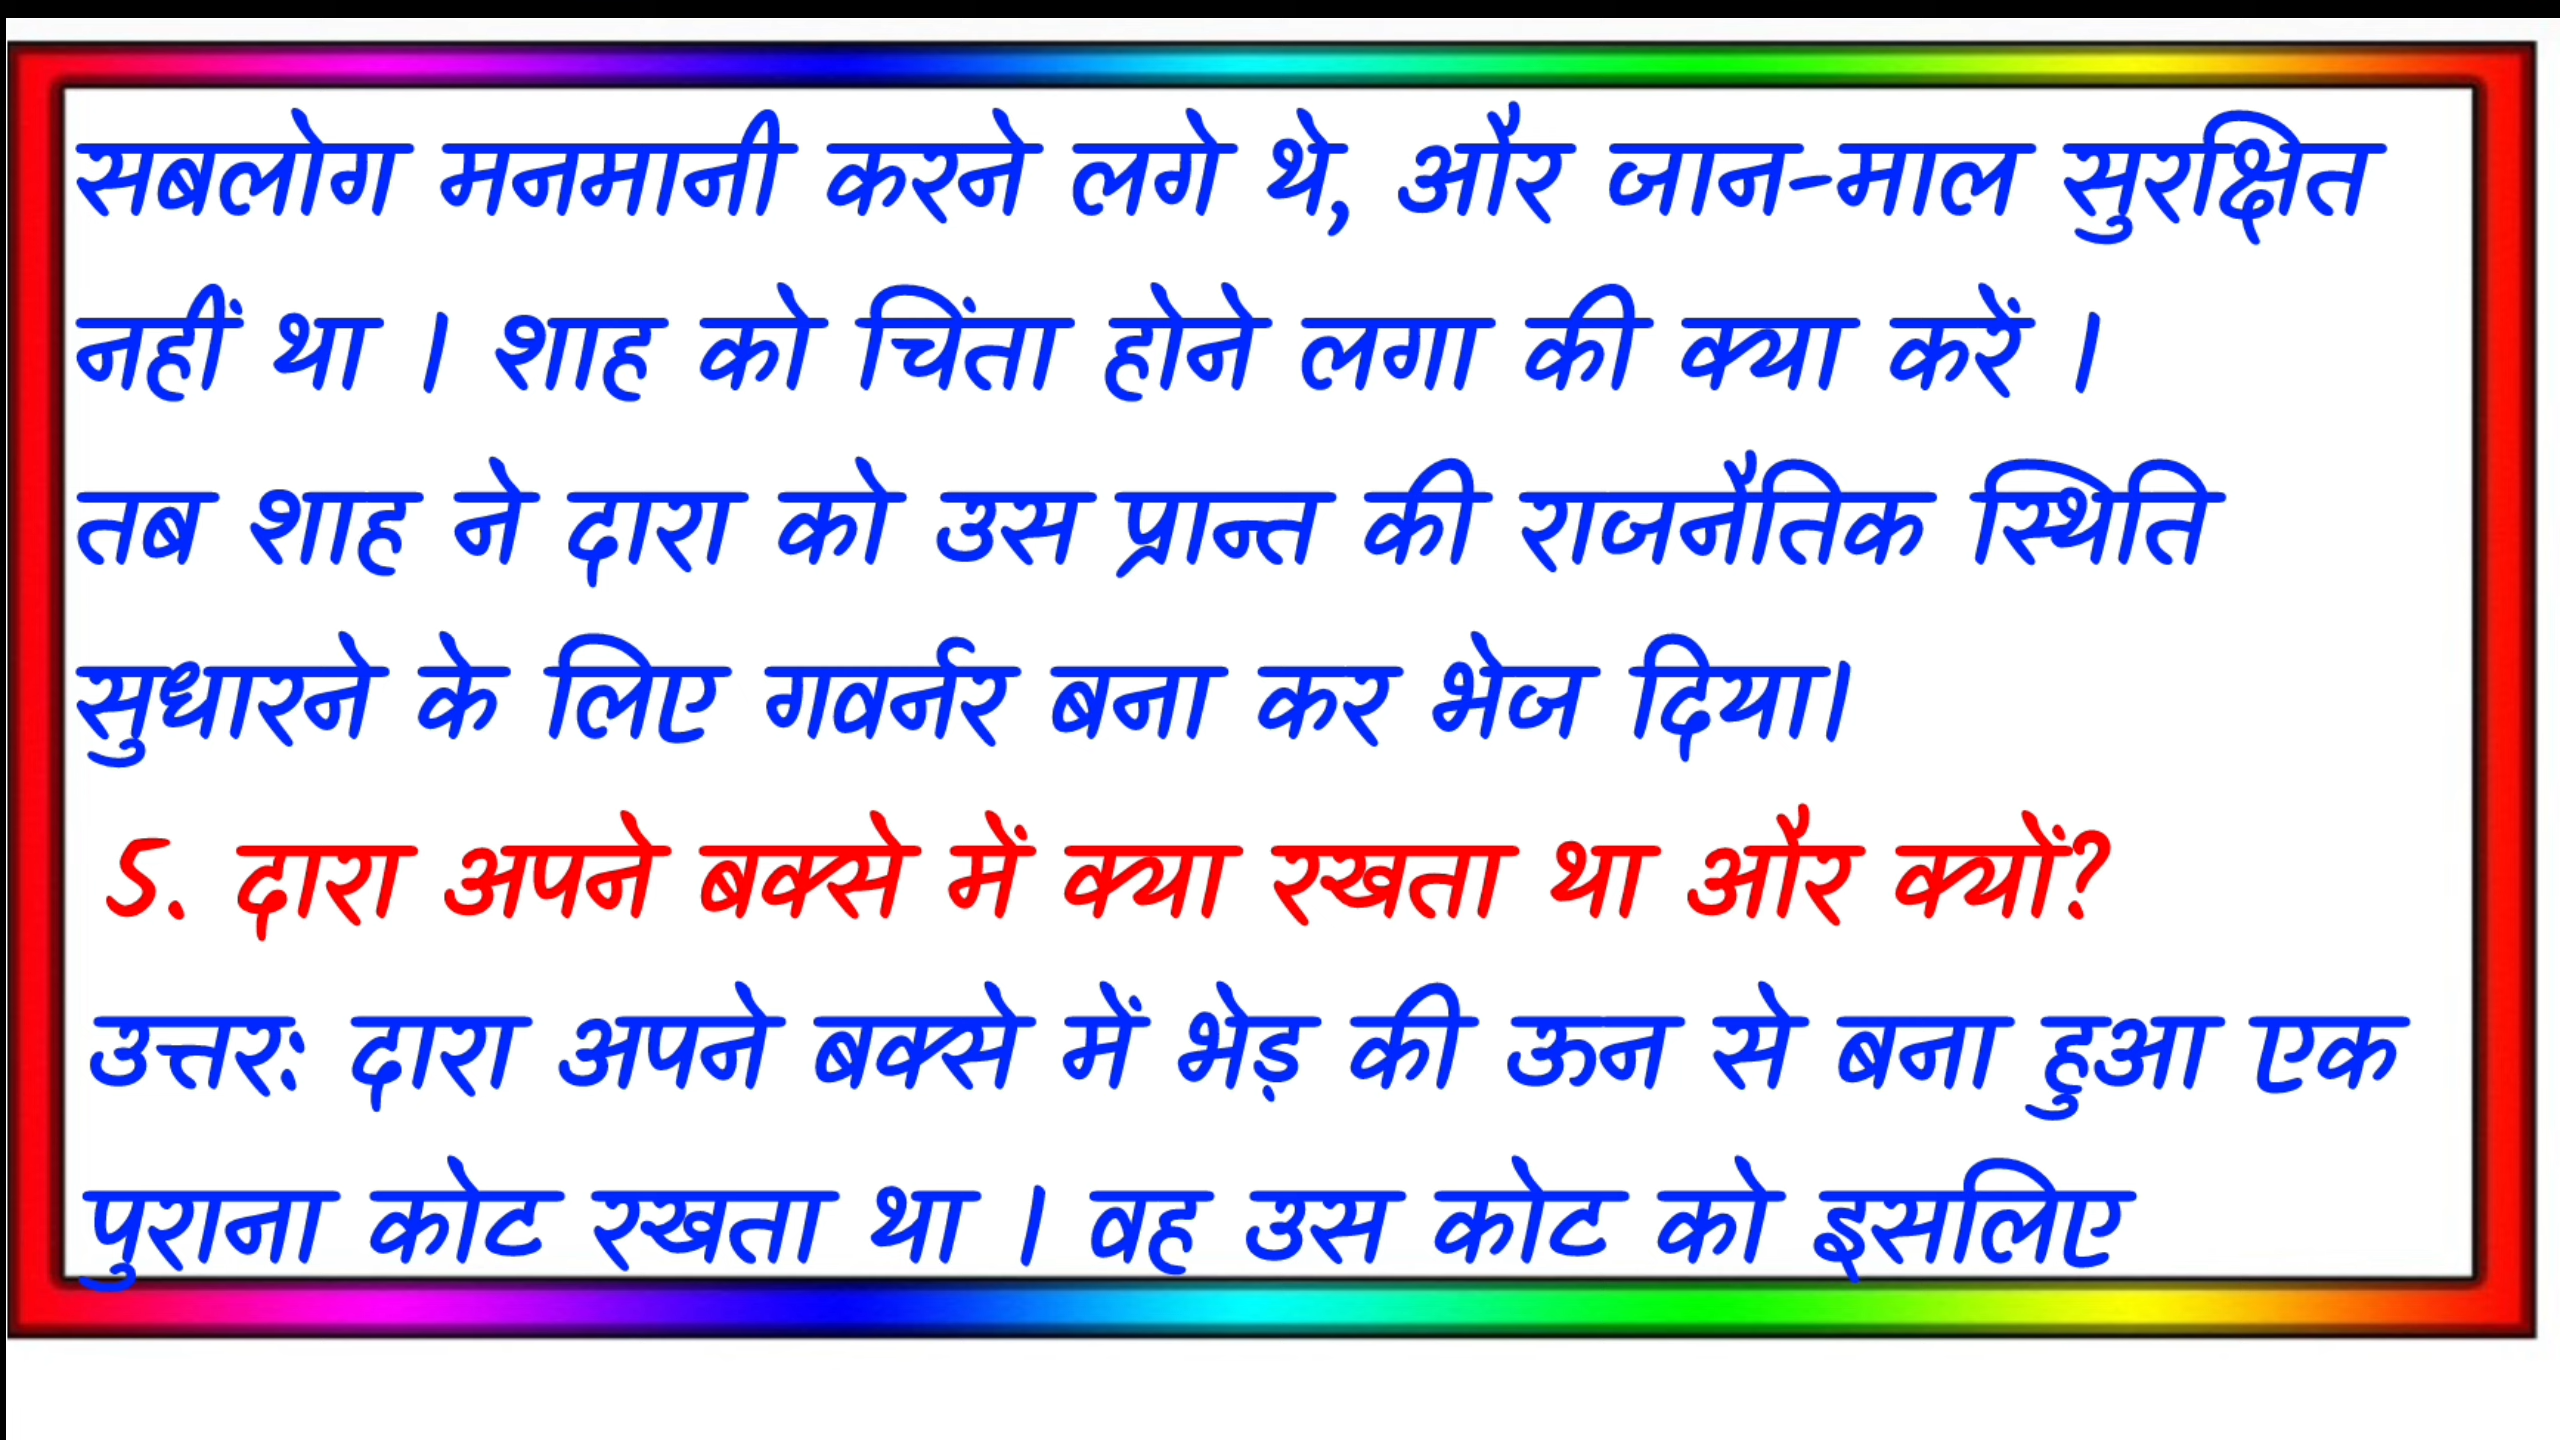 सबलोग मनमानी करने लगे थे, और जान-माल सुरक्षित
नहीं था । शाह को चिंता होने लगा की क्या करें ।
तब शाह ने दारा को उस प्रान्त की राजनैतिक स्थिति
सुधारने के लिए गवर्नर बना कर भेज दिया।
5. दारा अपने बक्से में क्या रखता था और क्यों?
उत्तर: दारा अपने बक्से में भेड़ की ऊन से बना हुआ एक
पुराना कोट रखता था । वह उस कोट को इसलिए